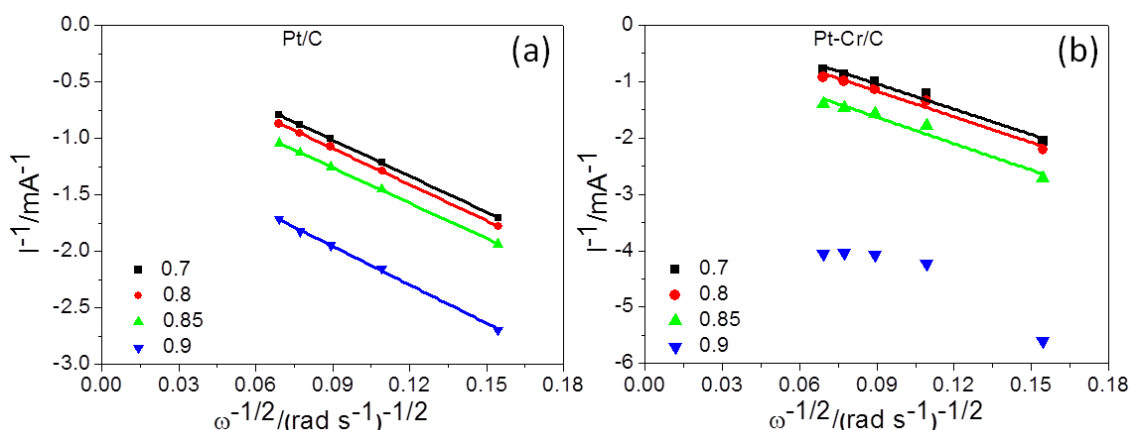 Pt/C
(a)
0.0
-0.5
-1.0
-1.5
-2.0
-2.5
-3.0
I⁻¹/mA⁻¹
0.7
0.8
0.85
0.9
0.00 0.03 0.06 0.09 0.12 0.15 0.18
ω⁻¹/²/(rad s⁻¹)⁻¹/²
Pt-Cr/C
(b)
0
-1
-2
-3
-4
-5
-6
I⁻¹/mA⁻¹
0.7
0.8
0.85
0.9
0.00 0.03 0.06 0.09 0.12 0.15 0.18
ω⁻¹/²/(rad s⁻¹)⁻¹/²